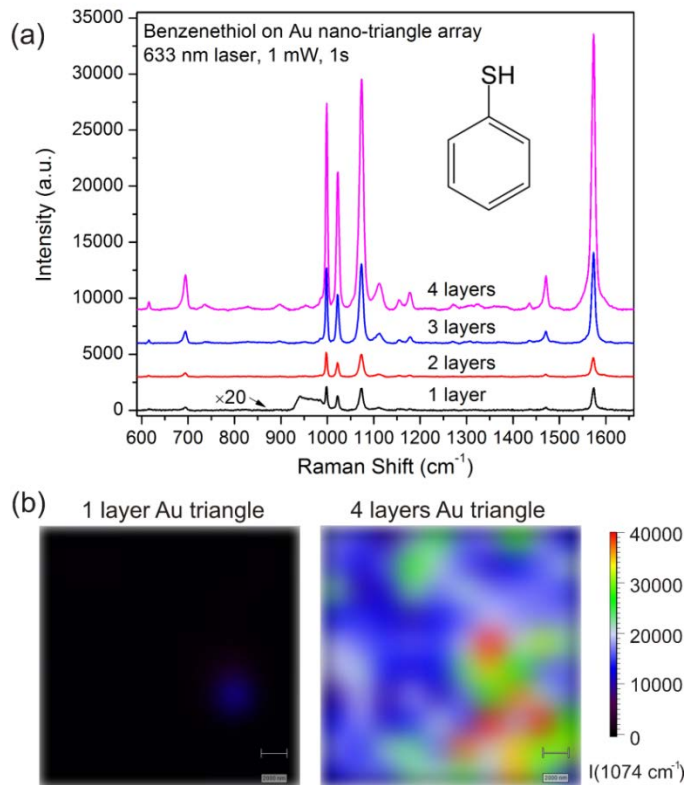 (a)
Benzenethiol on Au nano-triangle array
633 nm laser, 1 mW, 1s
SH
35000
30000
25000
20000
15000
10000
5000
0
Intensity (a.u.)
4 layers
3 layers
2 layers
×20
1 layer
600 700 800 900 1000 1100 1200 1300 1400 1500 1600
Raman Shift (cm⁻¹)
(b)
1 layer Au triangle
4 layers Au triangle
40000
30000
20000
10000
0
I(1074 cm⁻¹)